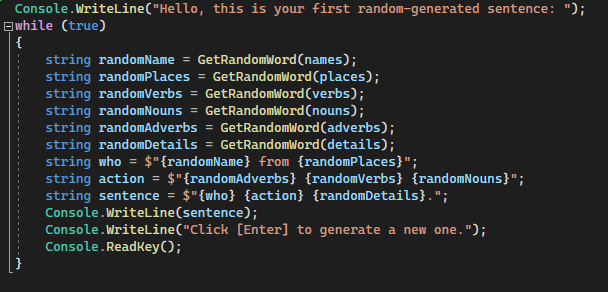 Console.WriteLine("Hello, this is your first random-generated sentence: ");
while (true)
{
string randomName = GetRandomWord(names);
string randomPlaces = GetRandomWord(places);
string randomVerbs = GetRandomWord(verbs);
string randomNouns = GetRandomWord(nouns);
string randomAdverbs = GetRandomWord(adverbs);
string randomDetails = GetRandomWord(details);
string who = $"{randomName} from {randomPlaces}";
string action = $"{randomAdverbs} {randomVerbs} {randomNouns}";
string sentence = $"{who} {action} {randomDetails}.";
Console.WriteLine(sentence);
Console.WriteLine("Click [Enter] to generate a new one.");
Console.ReadKey();
}